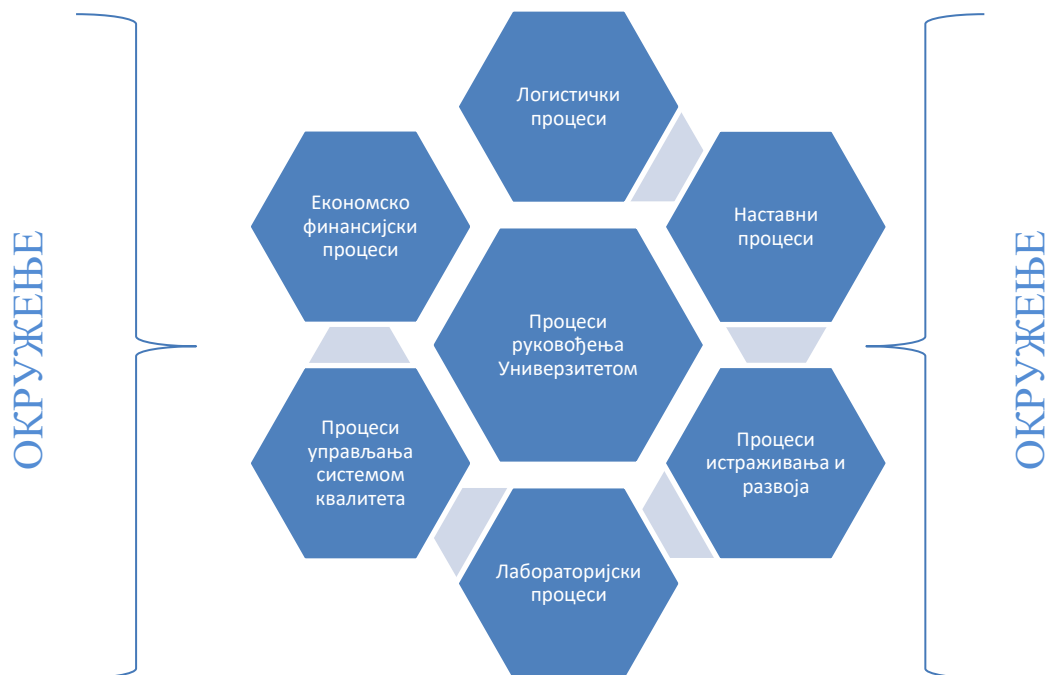 ОКРУЖЕЊЕ
Логистички
процеси
Економско
финансијски
процеси
Наставни
процеси
Процеси
руковођења
Универзитетом
Процеси
управљања
системом
квалитета
Процеси
истраживања и
развоја
Лабораторијски
процеси
ОКРУЖЕЊЕ